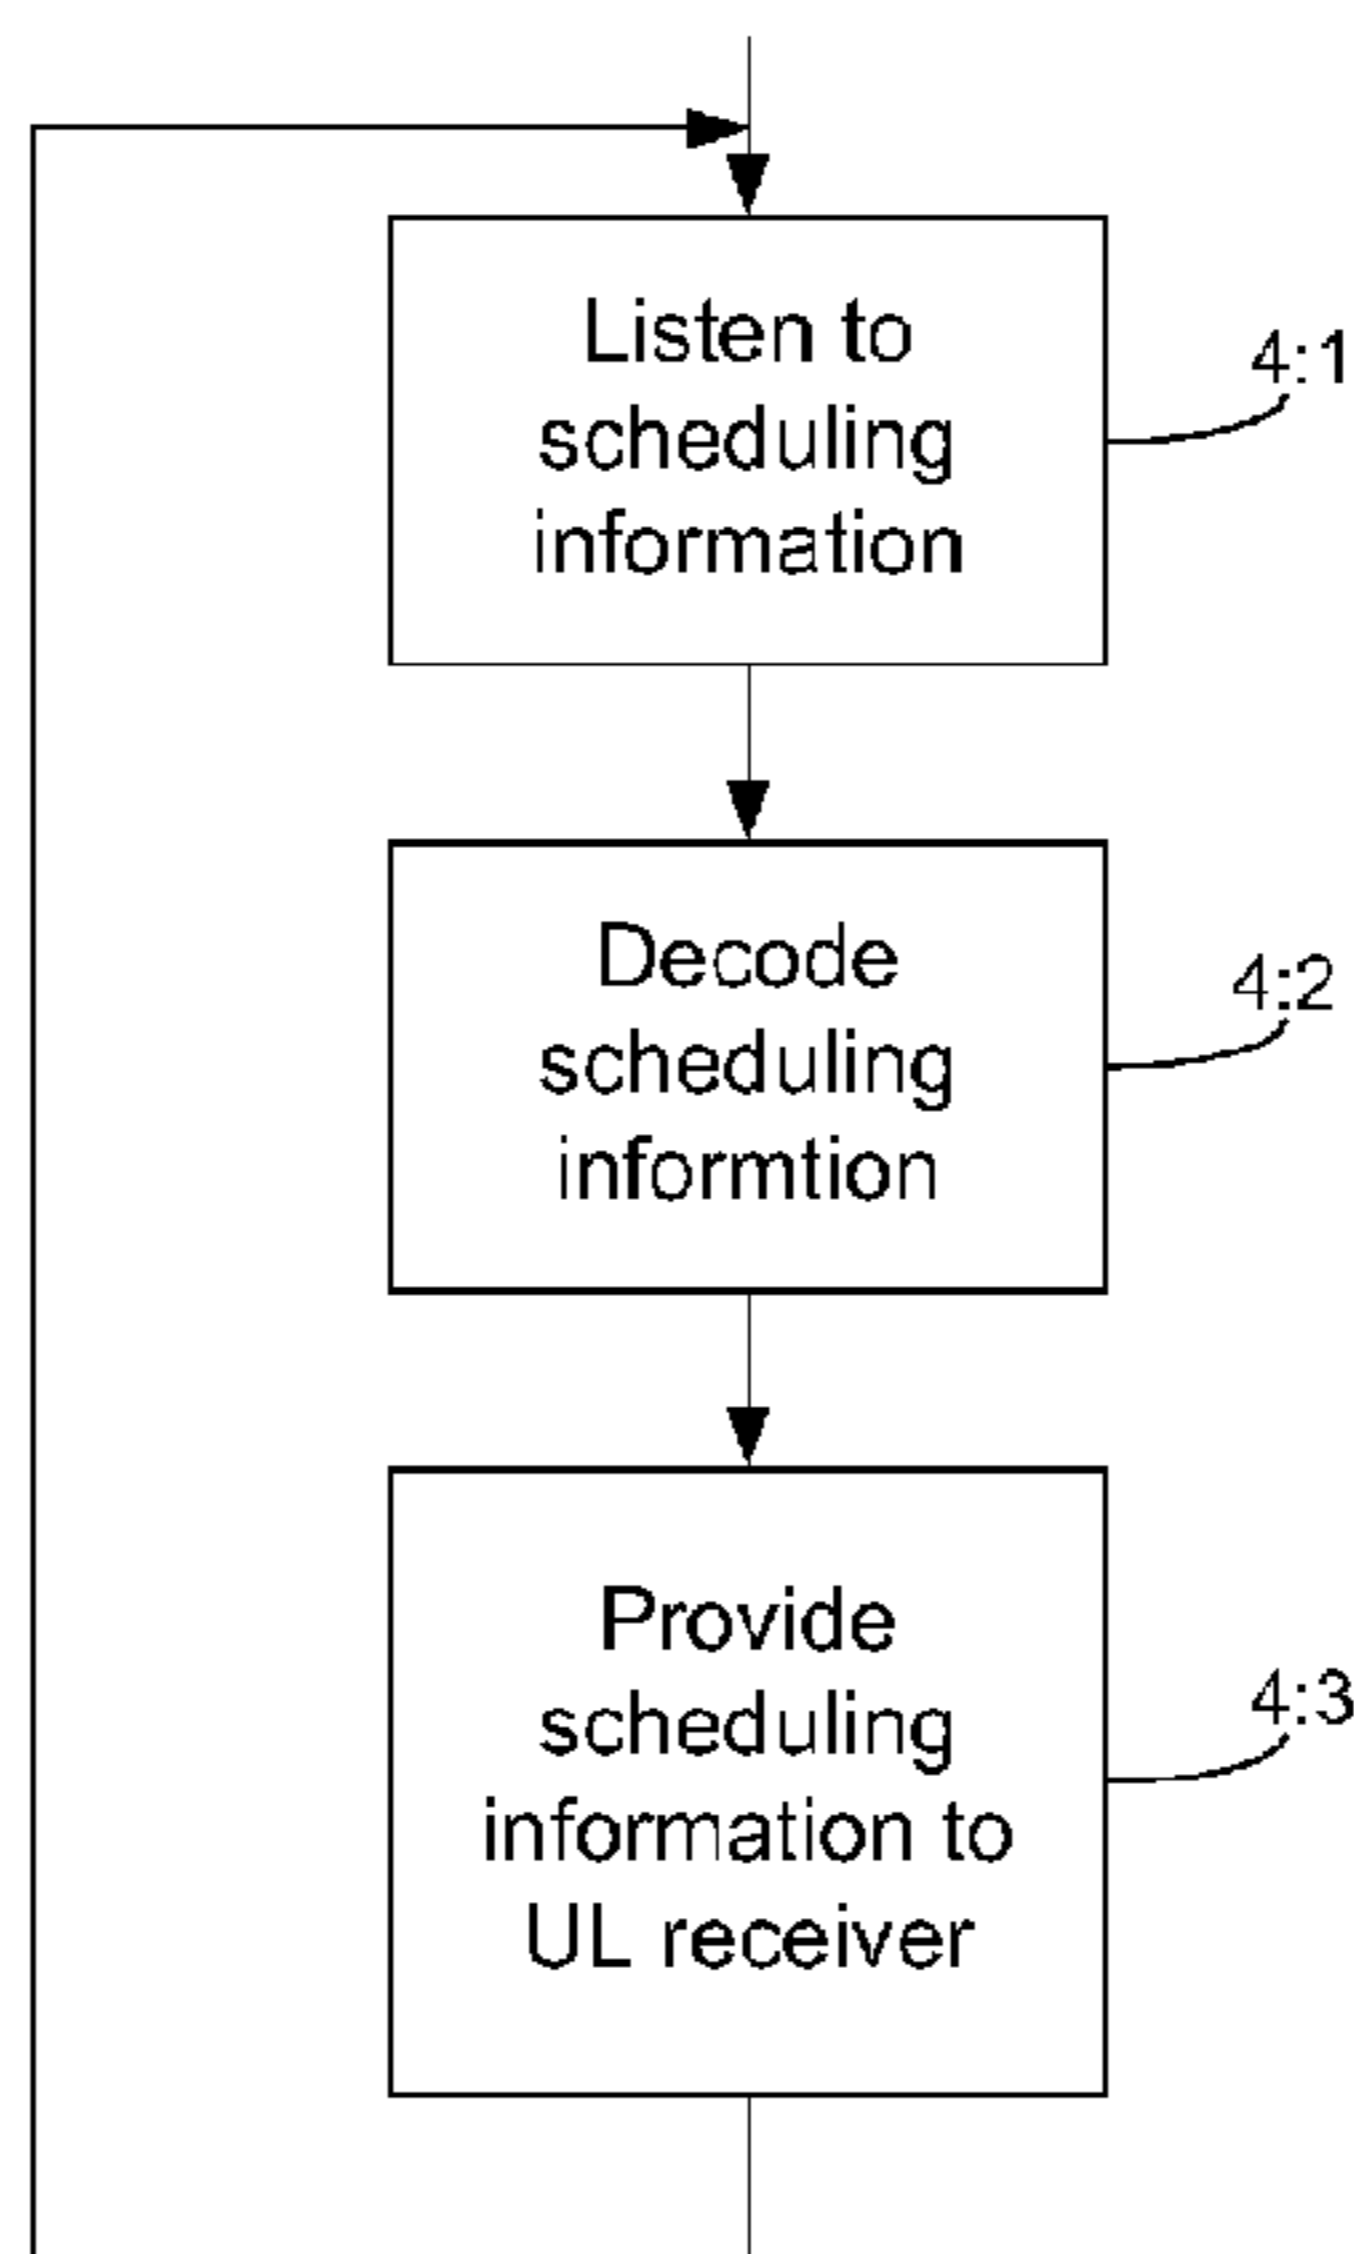 Listen to
scheduling
information
4:1
Decode
scheduling
informtion
4:2
Provide
scheduling
information to
UL receiver
4:3